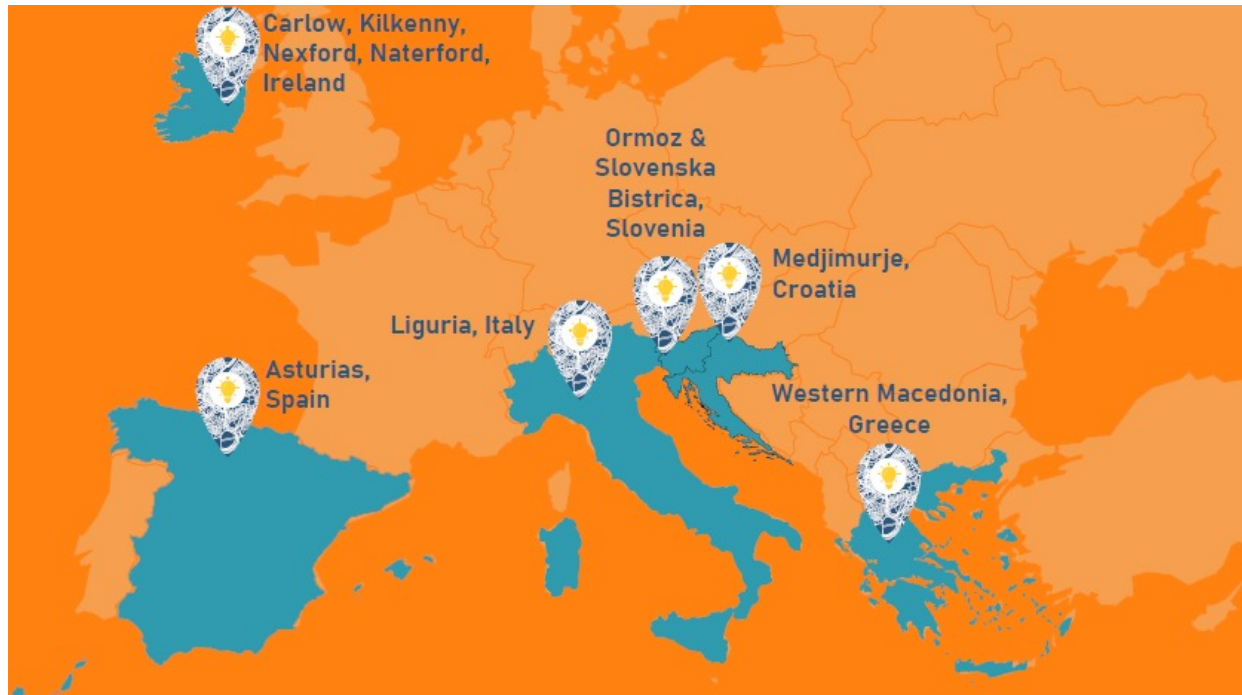 Carlow, Kilkenny,
Nexford, Naterford,
Ireland
Ormoz &
Slovenska
Bistrica,
Slovenia
Medjimurje,
Croatia
Liguria, Italy
Asturias,
Spain
Western Macedonia,
Greece